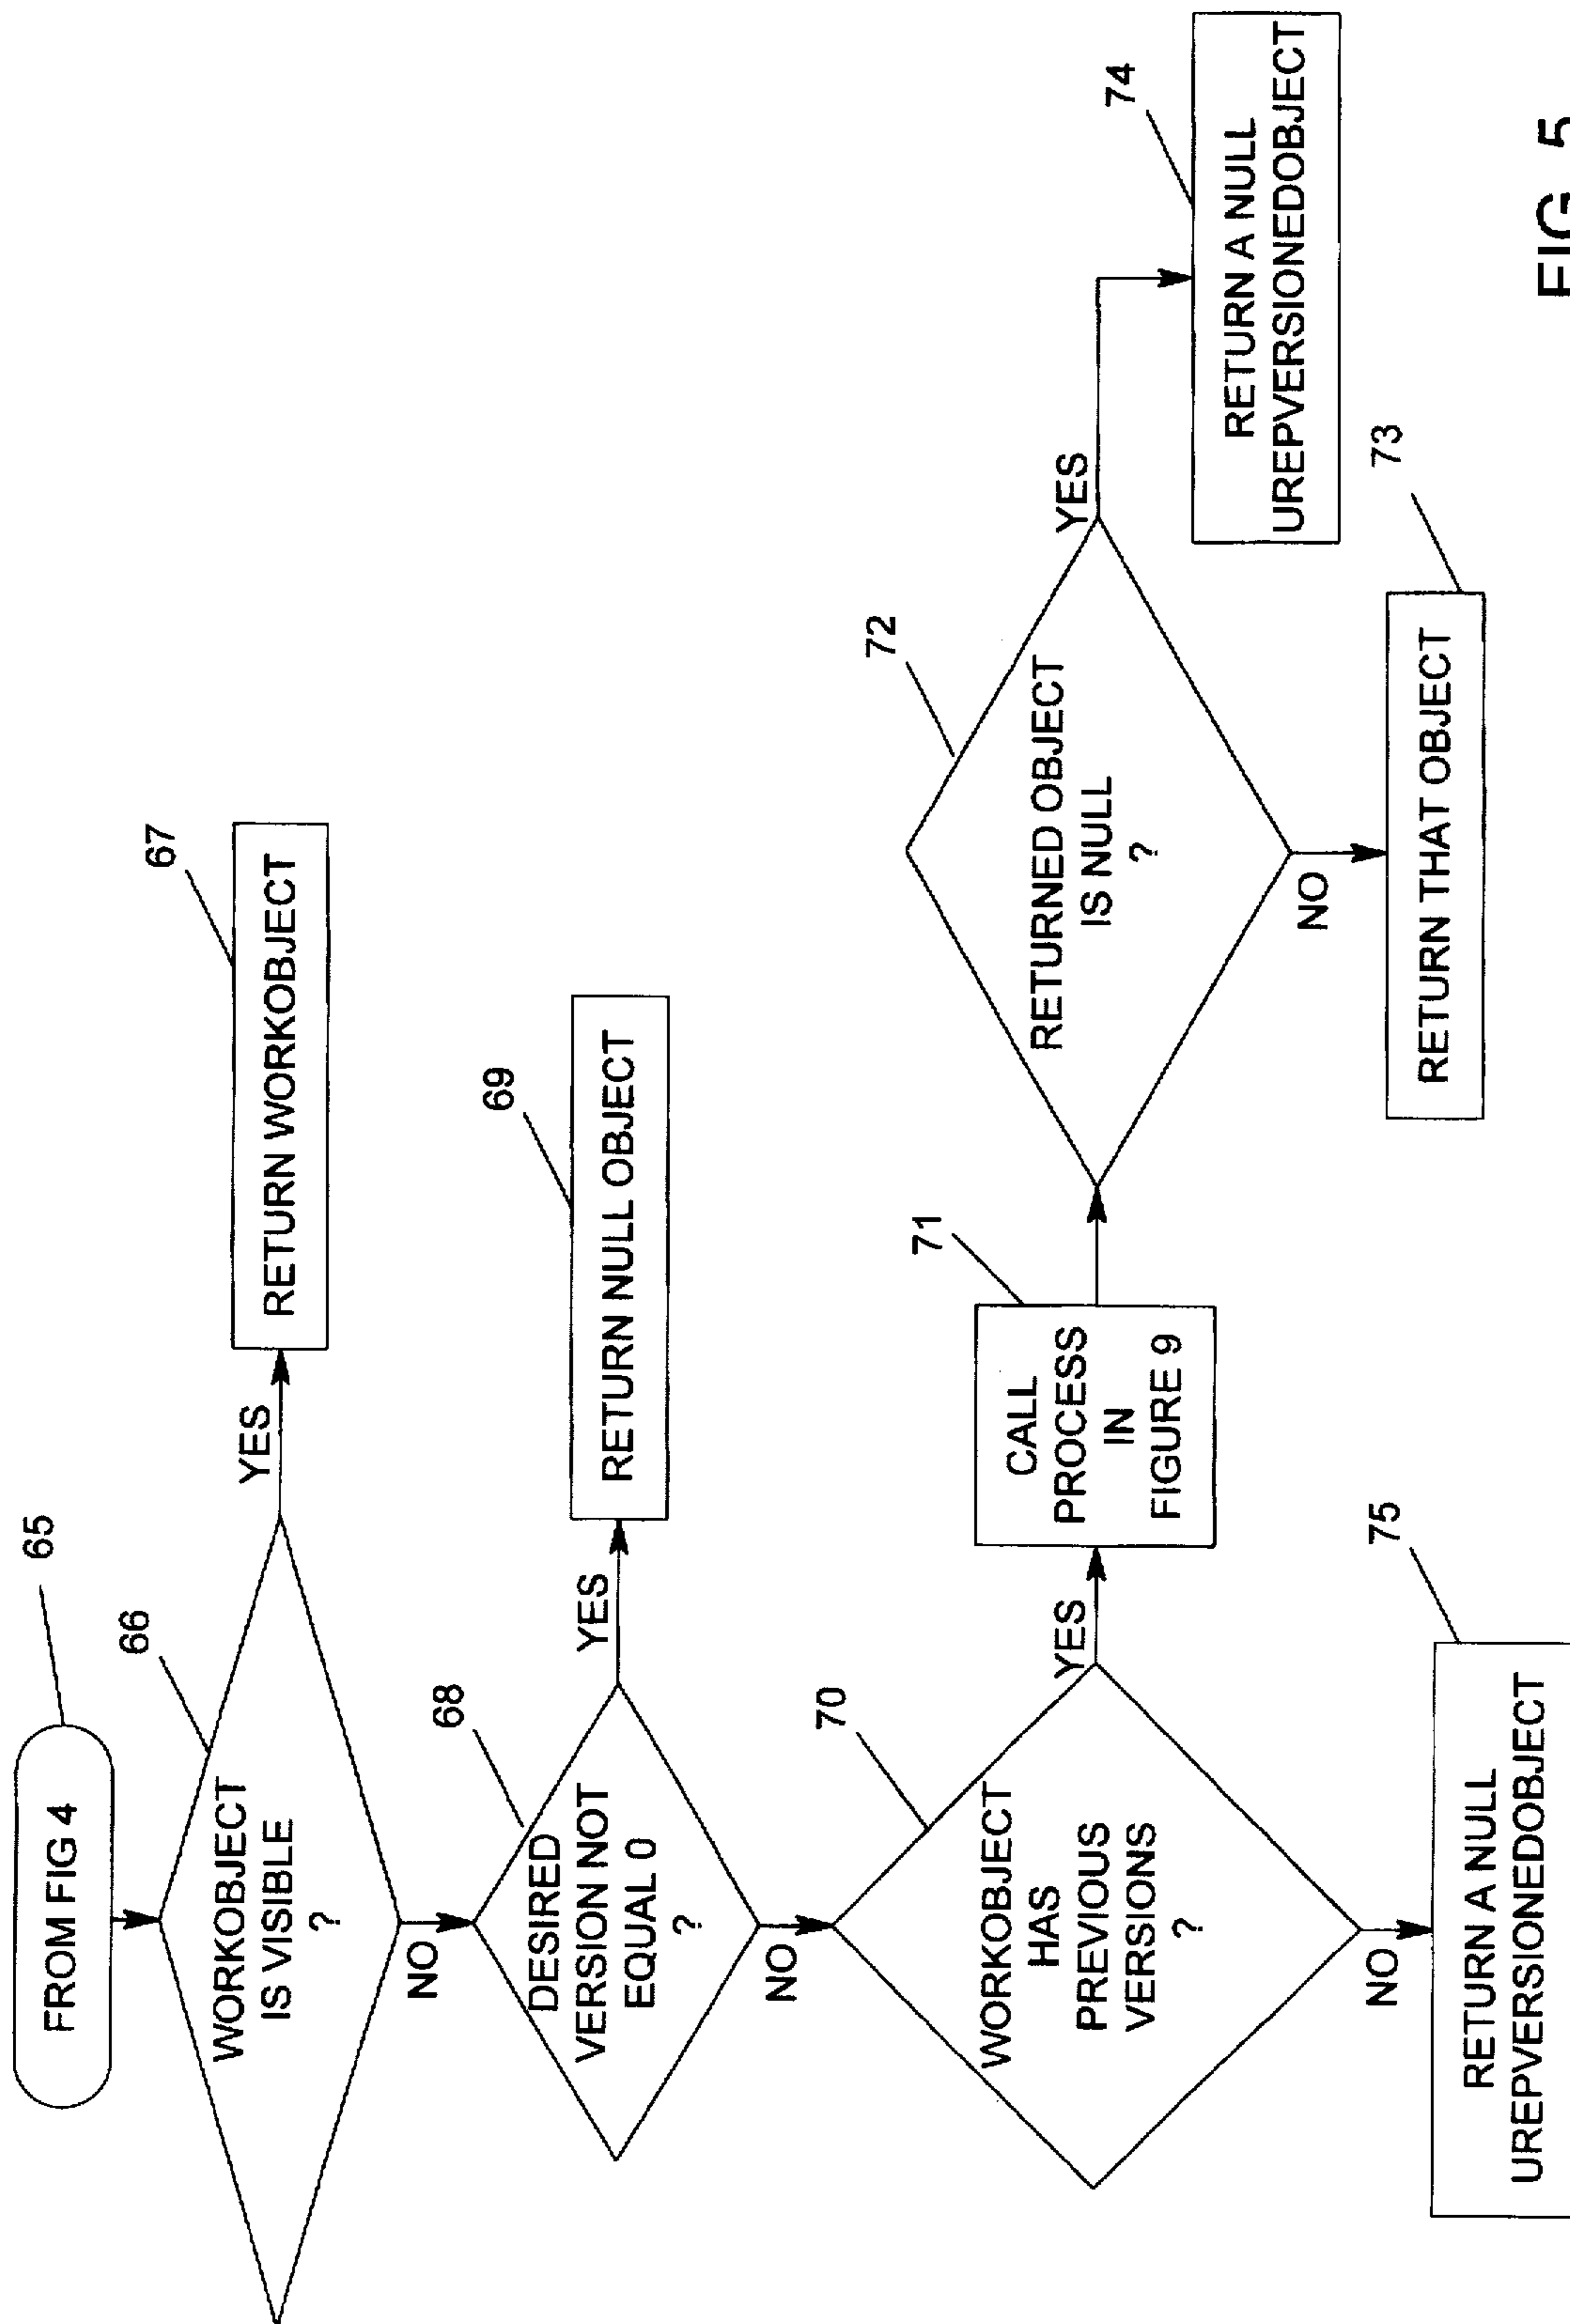 65
FROM FIG 4
66
WORKOBJECT
IS VISIBLE
?
YES
67
RETURN WORKOBJECT
NO
68
DESIRED
VERSION NOT
EQUAL 0
?
YES
69
RETURN NULL OBJECT
NO
70
WORKOBJECT
HAS
PREVIOUS
VERSIONS
?
YES
71
CALL
PROCESS
IN
FIGURE 9
72
RETURNED OBJECT
IS NULL
?
YES
74
RETURN A NULL
UREPVERSIONEDOBJECT
NO
73
RETURN THAT OBJECT
NO
75
RETURN A NULL
UREPVERSIONEDOBJECT
FIG 5